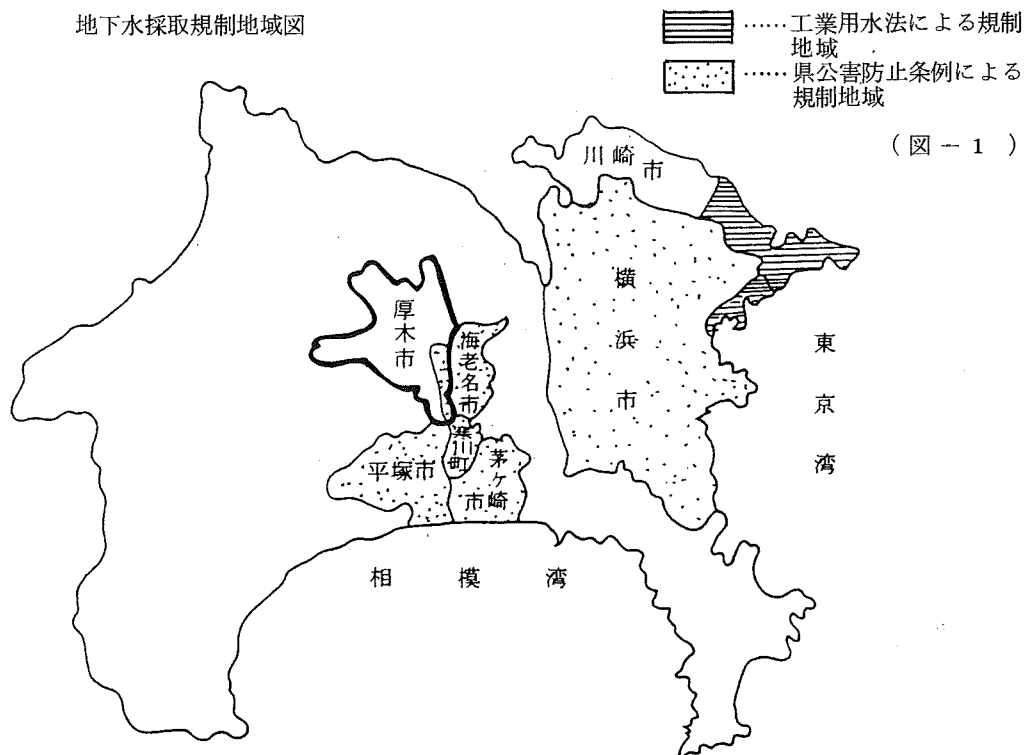 地下水採取規制地域図
……工業用水法による規制
地域
……県公害防止条例による
規制地域
(図-1)
川崎市
横浜市
厚木市
海老名市
寒川町
平塚市
茅ケ崎市
東京湾
相模湾